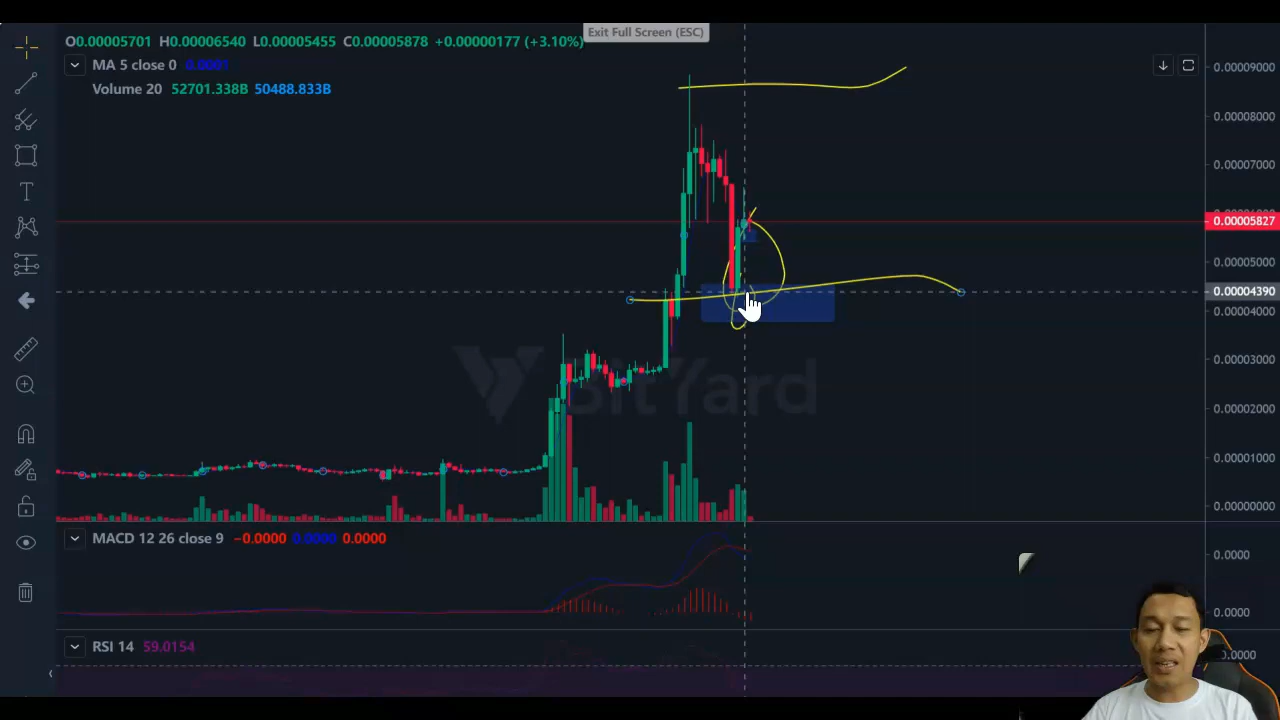 Exit Full Screen (ESC)
O0.00005701 H0.00006540 L0.00005455 C0.00005878 +0.00000177 (+3.10%)
MA 5 close 0 0.0001
Volume 20 52701.338B 50488.833B
0.00009000
0.00008000
0.00007000
0.00005827
0.00005000
0.00004390
0.00004000
0.00003000
BitYard
0.00002000
0.00001000
0.00000000
MACD 12 26 close 9 −0.0000 0.0000 0.0000
0.0000
0.0000
RSI 14 59.0154